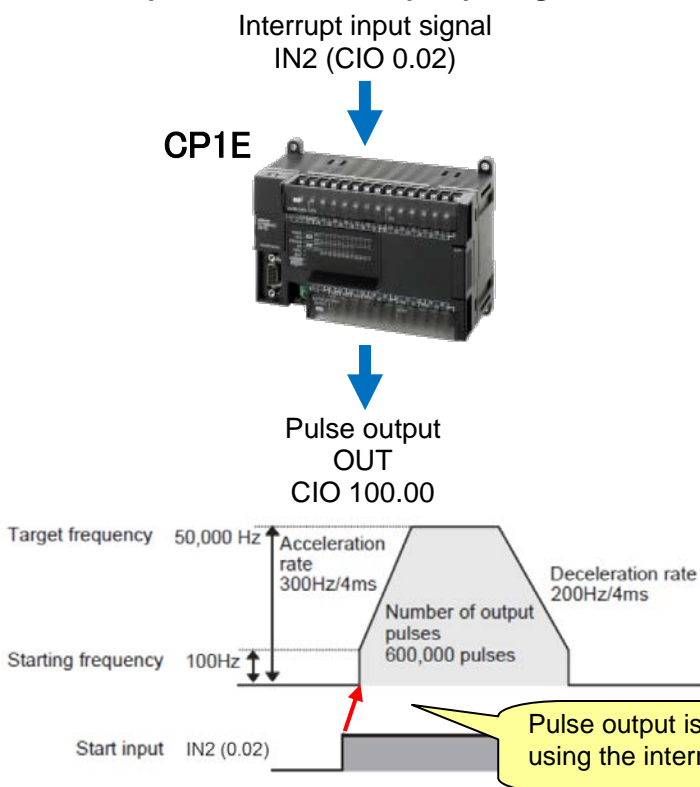 Interrupt input signal
IN2 (CIO 0.02)
CP1E
Pulse output
OUT
CIO 100.00
Target frequency 50,000 Hz
Acceleration
rate
300Hz/4ms
Deceleration rate
200Hz/4ms
Number of output
pulses
600,000 pulses
Starting frequency 100Hz
Pulse output is
using the interr
Start input IN2 (0.02)